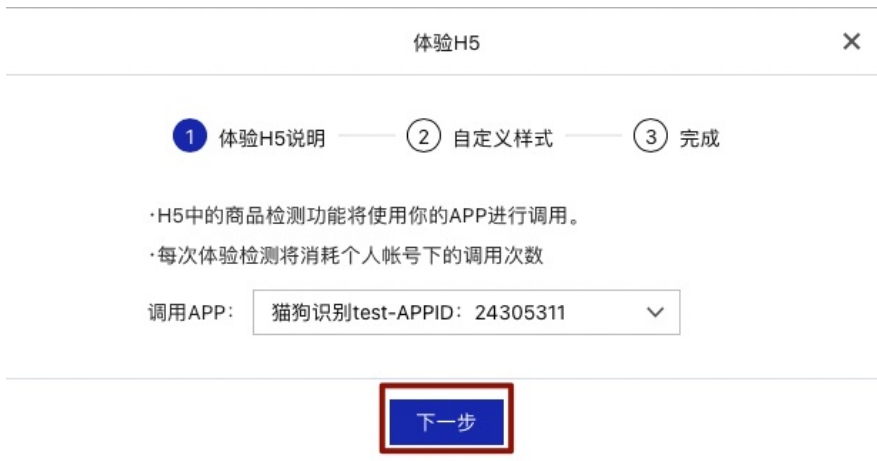 体验H5
1 体验H5说明 2 自定义样式 3 完成
·H5中的商品检测功能将使用你的APP进行调用。
·每次体验检测将消耗个人帐号下的调用次数
调用APP: 猫狗识别test-APPID：24305311
下一步